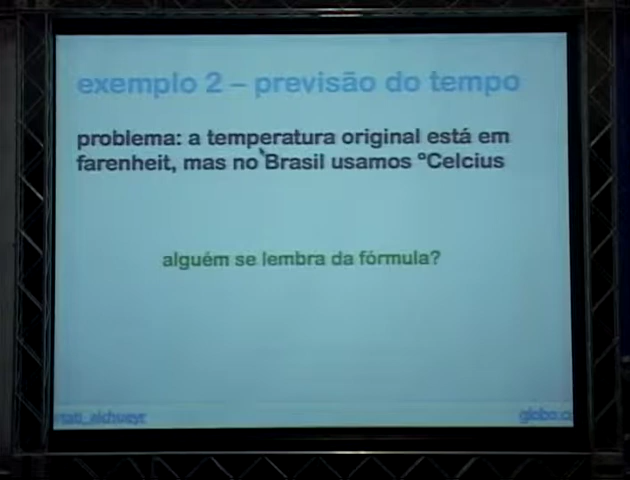 exemplo 2 – previsão do tempo
problema: a temperatura original está em
farenheit, mas no Brasil usamos ºCelcius
alguém se lembra da fórmula?